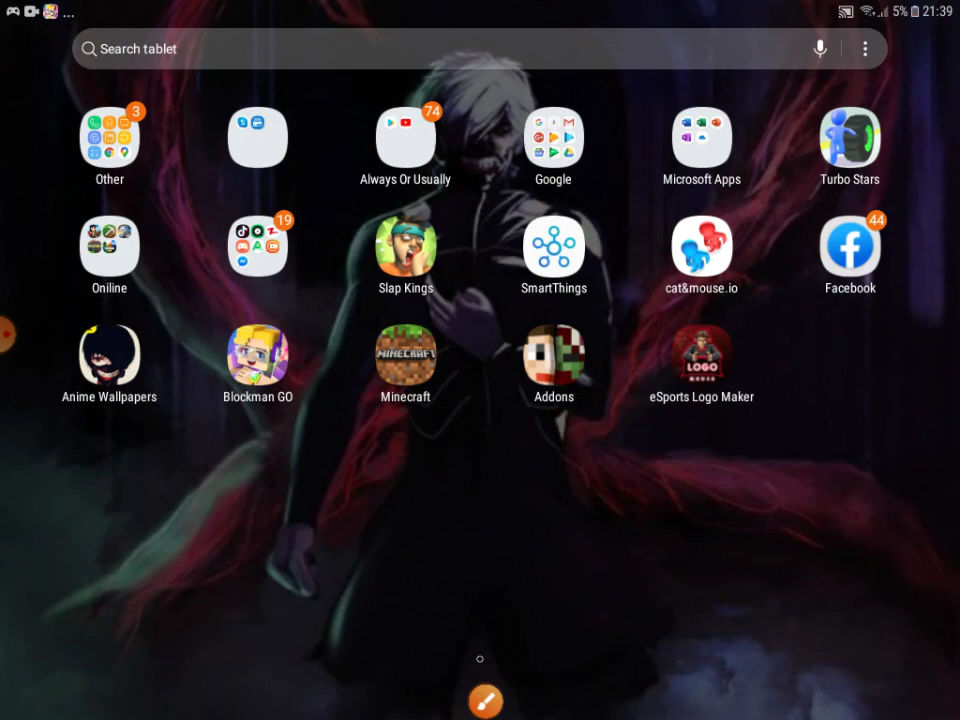 ... 5% 21:39
Search tablet
3
74
Other
Always Or Usually
Google
Microsoft Apps
Turbo Stars
19
44
Oniline
Slap Kings
SmartThings
cat&mouse.io
Facebook
MINECRAFT
LOGO
Anime Wallpapers
Blockman GO
Minecraft
Addons
eSports Logo Maker